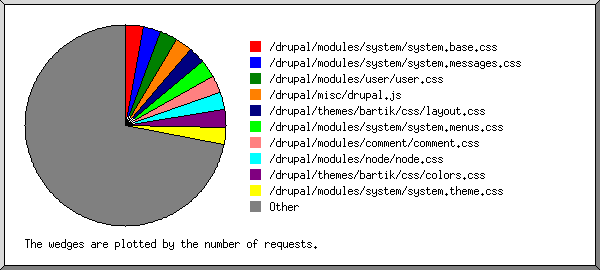 /drupal/modules/system/system.base.css
/drupal/modules/system/system.messages.css
/drupal/modules/user/user.css
/drupal/misc/drupal.js
/drupal/themes/bartik/css/layout.css
/drupal/modules/system/system.menus.css
/drupal/modules/comment/comment.css
/drupal/modules/node/node.css
/drupal/themes/bartik/css/colors.css
/drupal/modules/system/system.theme.css
Other
The wedges are plotted by the number of requests.